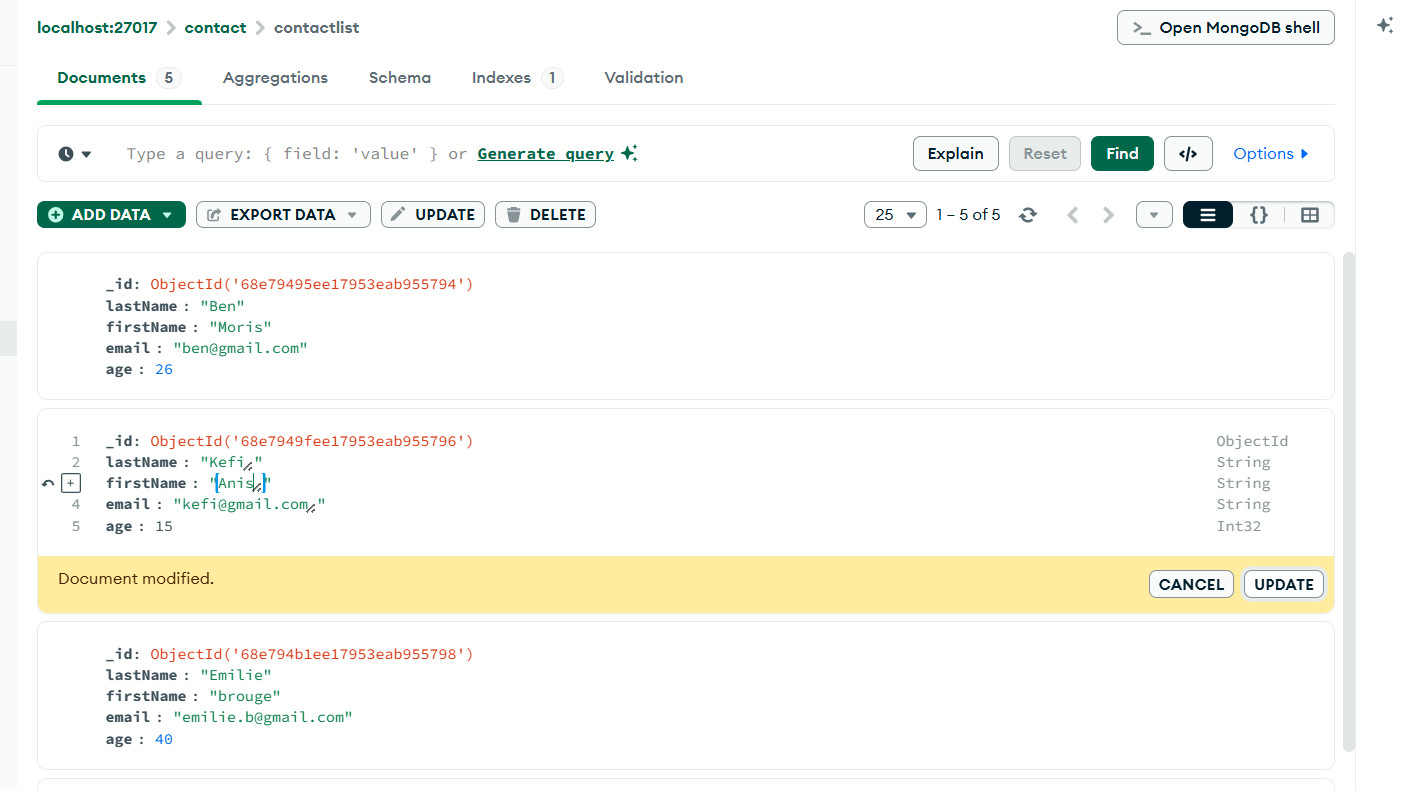 localhost:27017 > contact > contactlist
>_ Open MongoDB shell
Documents 5 Aggregations Schema Indexes 1 Validation
Type a query: { field: 'value' } or Generate query
Explain Reset Find </> Options
ADD DATA EXPORT DATA UPDATE DELETE
25 1 – 5 of 5 {}
_id: ObjectId('68e79495ee17953eab955794')
lastName : "Ben"
firstName : "Moris"
email : "ben@gmail.com"
age : 26
1 _id: ObjectId('68e7949fee17953eab955796') ObjectId
2 lastName : "Kefi" String
+ firstName : "Anis" String
4 email : "kefi@gmail.com" String
5 age : 15 Int32
Document modified.
CANCEL UPDATE
_id: ObjectId('68e794b1ee17953eab955798')
lastName : "Emilie"
firstName : "brouge"
email : "emilie.b@gmail.com"
age : 40